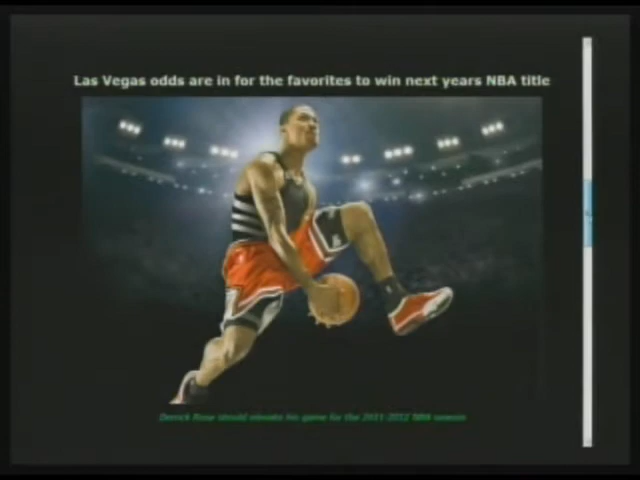 Las Vegas odds are in for the favorites to win next years NBA title
Derrick Rose should elevate his game for the 2011-2012 NBA season